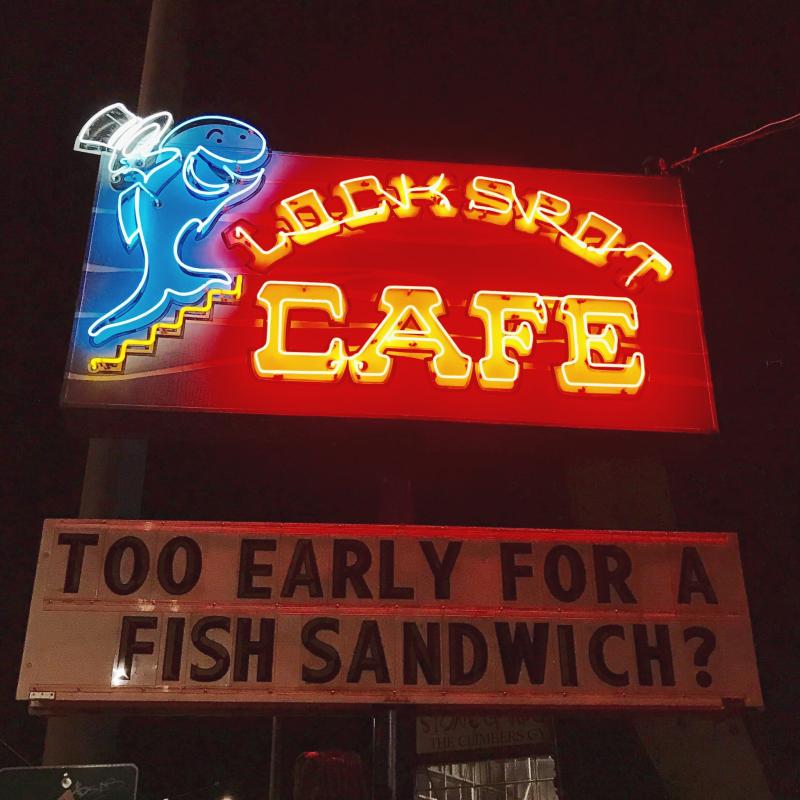 LOCKSPOT
CAFE
TOO EARLY FOR A
FISH SANDWICH?
THE CLIMBERS